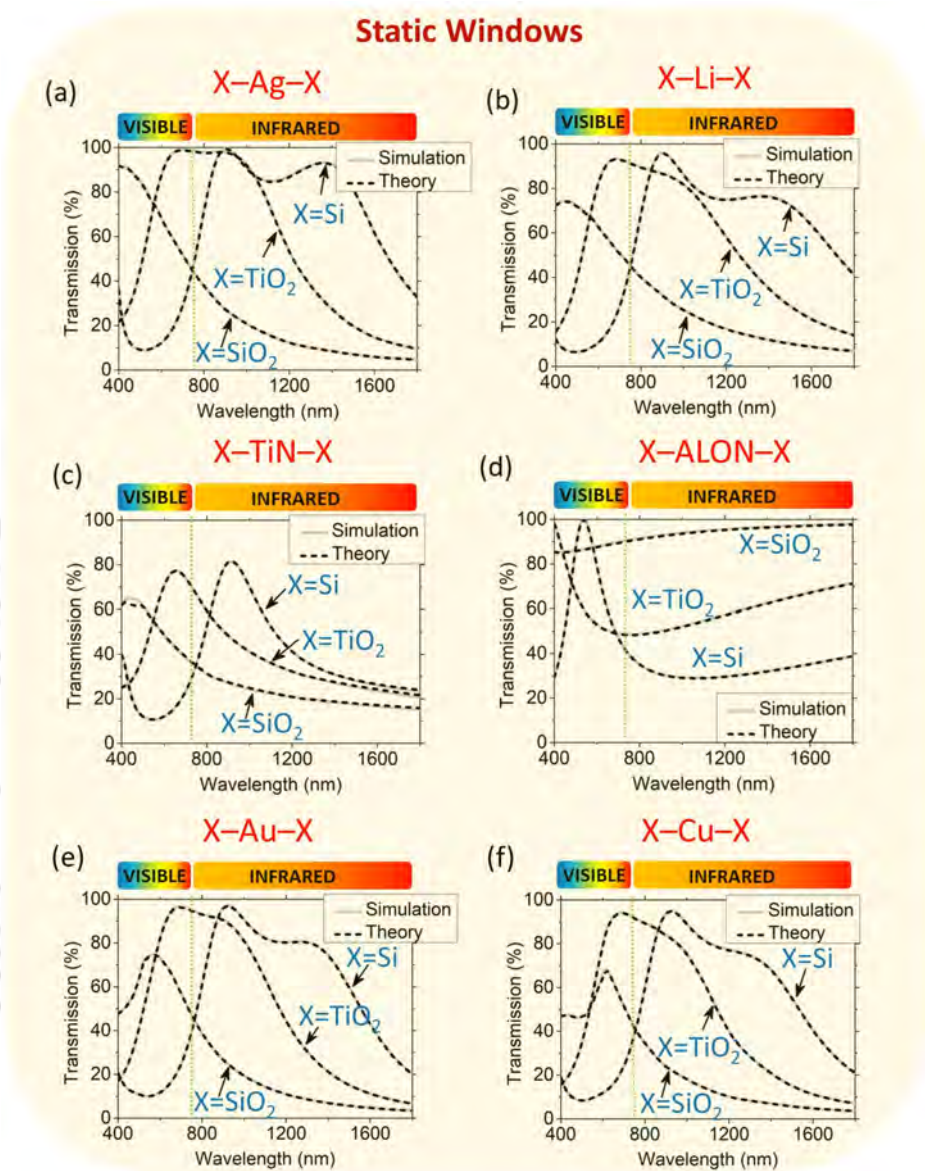 Static Windows
(a)
X–Ag–X
VISIBLE INFRARED
Simulation
Theory
X=Si
X=TiO₂
X=SiO₂
Transmission (%)
100
80
60
40
20
0
400 800 1200 1600
Wavelength (nm)
(b)
X–Li–X
VISIBLE INFRARED
Simulation
Theory
X=Si
X=TiO₂
X=SiO₂
Transmission (%)
100
80
60
40
20
0
400 800 1200 1600
Wavelength (nm)
(c)
X–TiN–X
VISIBLE INFRARED
Simulation
Theory
X=Si
X=TiO₂
X=SiO₂
Transmission (%)
100
80
60
40
20
0
400 800 1200 1600
Wavelength (nm)
(d)
X–ALON–X
VISIBLE INFRARED
X=SiO₂
X=TiO₂
X=Si
Simulation
Theory
Transmission (%)
100
80
60
40
20
0
400 800 1200 1600
Wavelength (nm)
(e)
X–Au–X
VISIBLE INFRARED
Simulation
Theory
X=Si
X=TiO₂
X=SiO₂
Transmission (%)
100
80
60
40
20
0
400 800 1200 1600
Wavelength (nm)
(f)
X–Cu–X
VISIBLE INFRARED
Simulation
Theory
X=Si
X=TiO₂
X=SiO₂
Transmission (%)
100
80
60
40
20
0
400 800 1200 1600
Wavelength (nm)